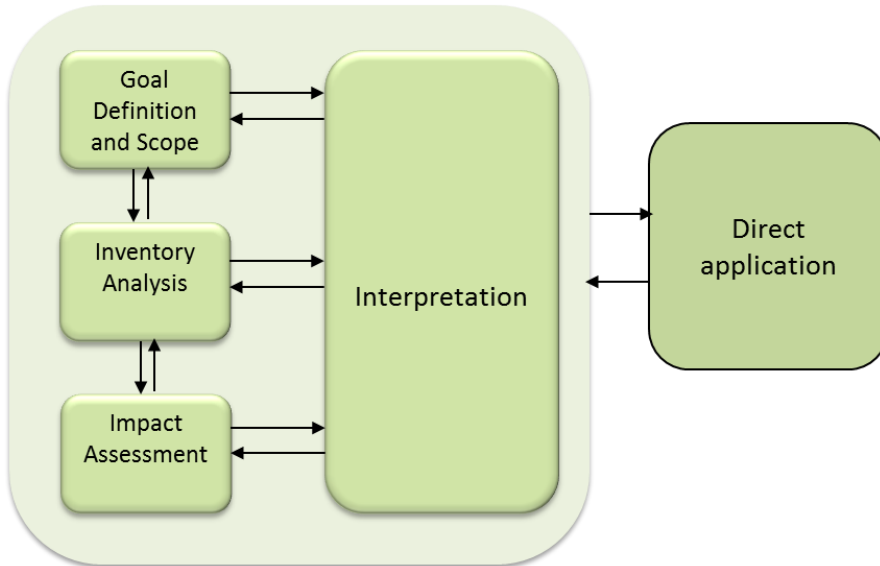 Goal
Definition
and Scope
Inventory
Analysis
Impact
Assessment
Interpretation
Direct
application